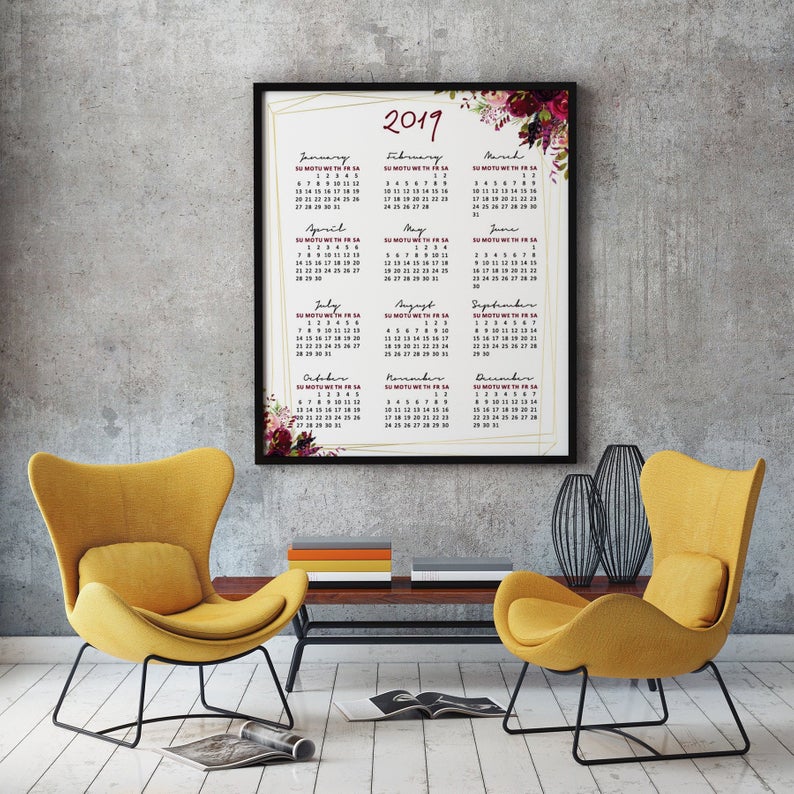 2019
January
SU MO TU WE TH FR SA
1 2 3 4 5
6 7 8 9 10 11 12
13 14 15 16 17 18 19
20 21 22 23 24 25 26
27 28 29 30 31
February
SU MO TU WE TH FR SA
1 2
3 4 5 6 7 8 9
10 11 12 13 14 15 16
17 18 19 20 21 22 23
24 25 26 27 28
March
SU MO TU WE TH FR SA
1 2
3 4 5 6 7 8 9
10 11 12 13 14 15 16
17 18 19 20 21 22 23
24 25 26 27 28 29 30
31
April
SU MO TU WE TH FR SA
1 2 3 4 5 6
7 8 9 10 11 12 13
14 15 16 17 18 19 20
21 22 23 24 25 26 27
28 29 30
May
SU MO TU WE TH FR SA
1 2 3 4
5 6 7 8 9 10 11
12 13 14 15 16 17 18
19 20 21 22 23 24 25
26 27 28 29 30 31
June
SU MO TU WE TH FR SA
1
2 3 4 5 6 7 8
9 10 11 12 13 14 15
16 17 18 19 20 21 22
23 24 25 26 27 28 29
30
July
SU MO TU WE TH FR SA
1 2 3 4 5 6
7 8 9 10 11 12 13
14 15 16 17 18 19 20
21 22 23 24 25 26 27
28 29 30 31
August
SU MO TU WE TH FR SA
1 2 3
4 5 6 7 8 9 10
11 12 13 14 15 16 17
18 19 20 21 22 23 24
25 26 27 28 29 30 31
September
SU MO TU WE TH FR SA
1 2 3 4 5 6 7
8 9 10 11 12 13 14
15 16 17 18 19 20 21
22 23 24 25 26 27 28
29 30
October
SU MO TU WE TH FR SA
1 2 3 4 5
6 7 8 9 10 11 12
13 14 15 16 17 18 19
20 21 22 23 24 25 26
27 28 29 30 31
November
SU MO TU WE TH FR SA
1 2
3 4 5 6 7 8 9
10 11 12 13 14 15 16
17 18 19 20 21 22 23
24 25 26 27 28 29 30
December
SU MO TU WE TH FR SA
1 2 3 4 5 6 7
8 9 10 11 12 13 14
15 16 17 18 19 20 21
22 23 24 25 26 27 28
29 30 31